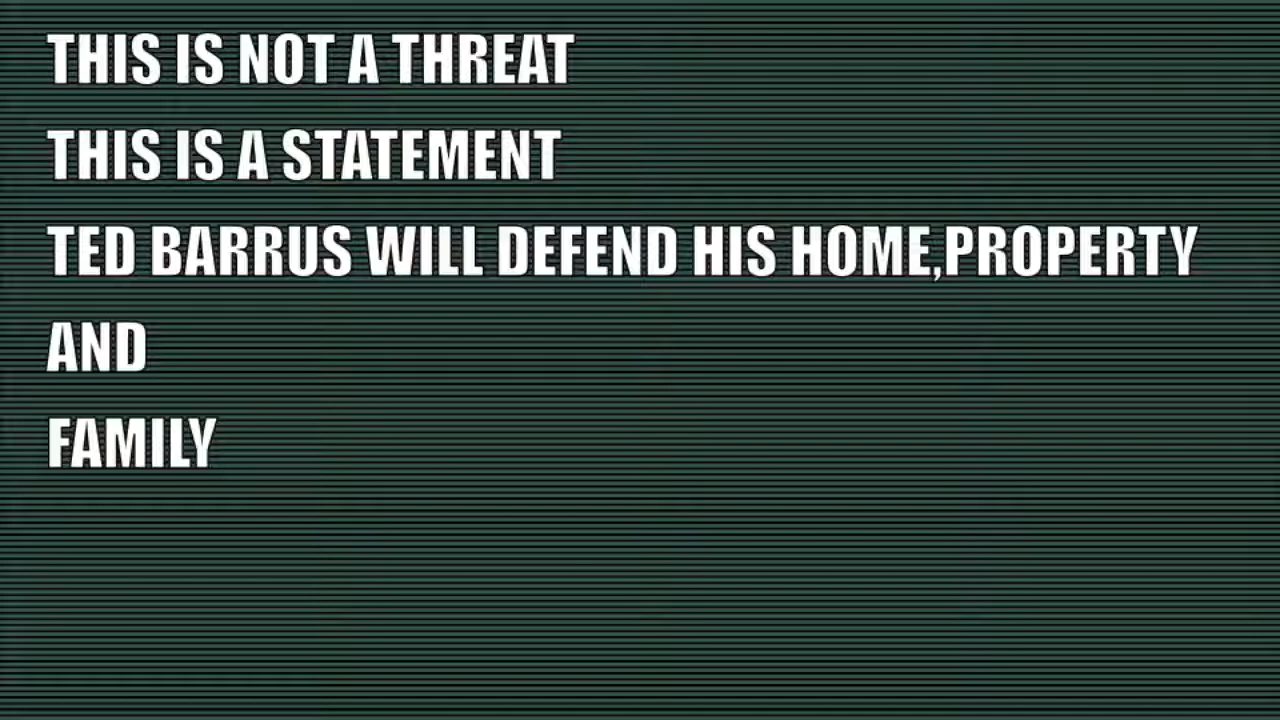 THIS IS NOT A THREAT
THIS IS A STATEMENT
TED BARRUS WILL DEFEND HIS HOME,PROPERTY
AND
FAMILY